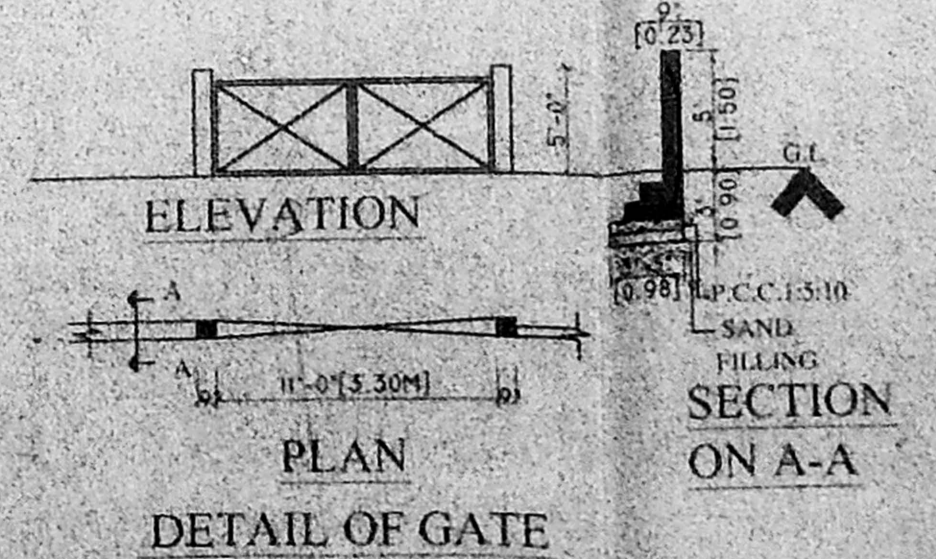 9"
[0.23]
5'-0"
5'
[1.50]
G.L
3'
[0.90]
ELEVATION
[0.98]
P.C.C.1:5:10
SAND
FILLING
A
A
11'-0"[3.30M]
SECTION
ON A-A
PLAN
DETAIL OF GATE